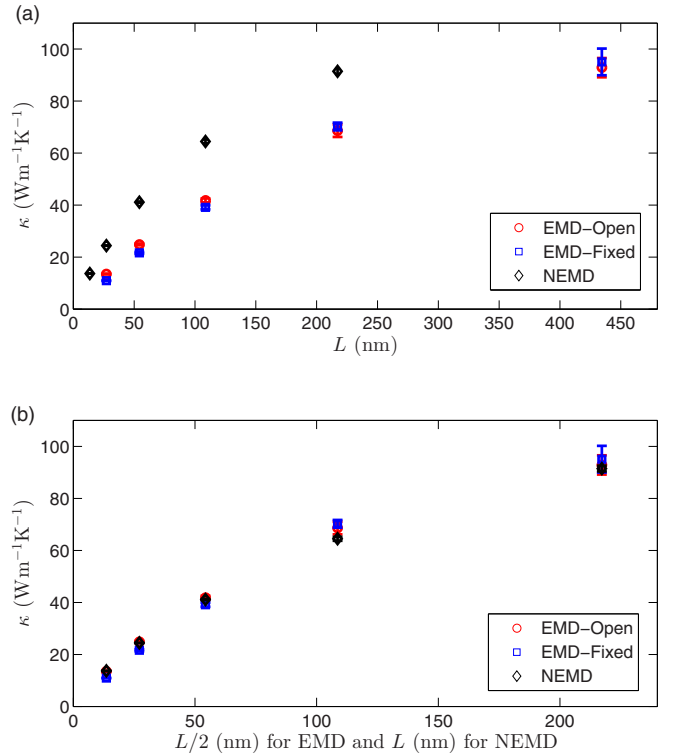 (a)
100
80
60
40
20
0
κ (Wm⁻¹K⁻¹)
EMD−Open
EMD−Fixed
NEMD
0 50 100 150 200 250 300 350 400 450
L (nm)
(b)
100
80
60
40
20
0
κ (Wm⁻¹K⁻¹)
EMD−Open
EMD−Fixed
NEMD
0 50 100 150 200
L/2 (nm) for EMD and L (nm) for NEMD